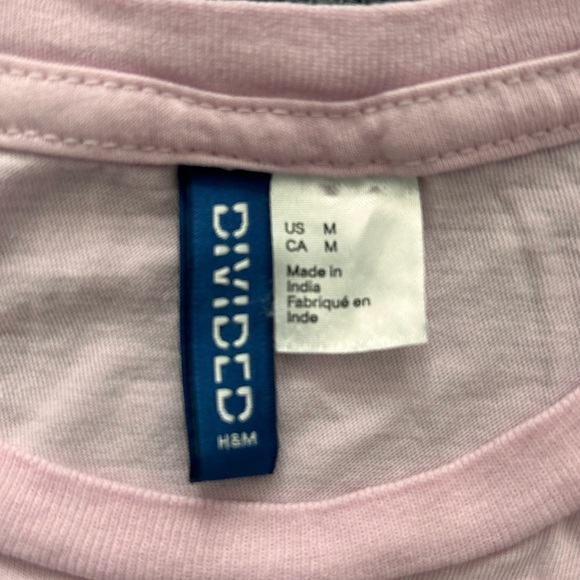 DIVIDED
H&M
US M
CA M
Made in
India
Fabriqué en
Inde